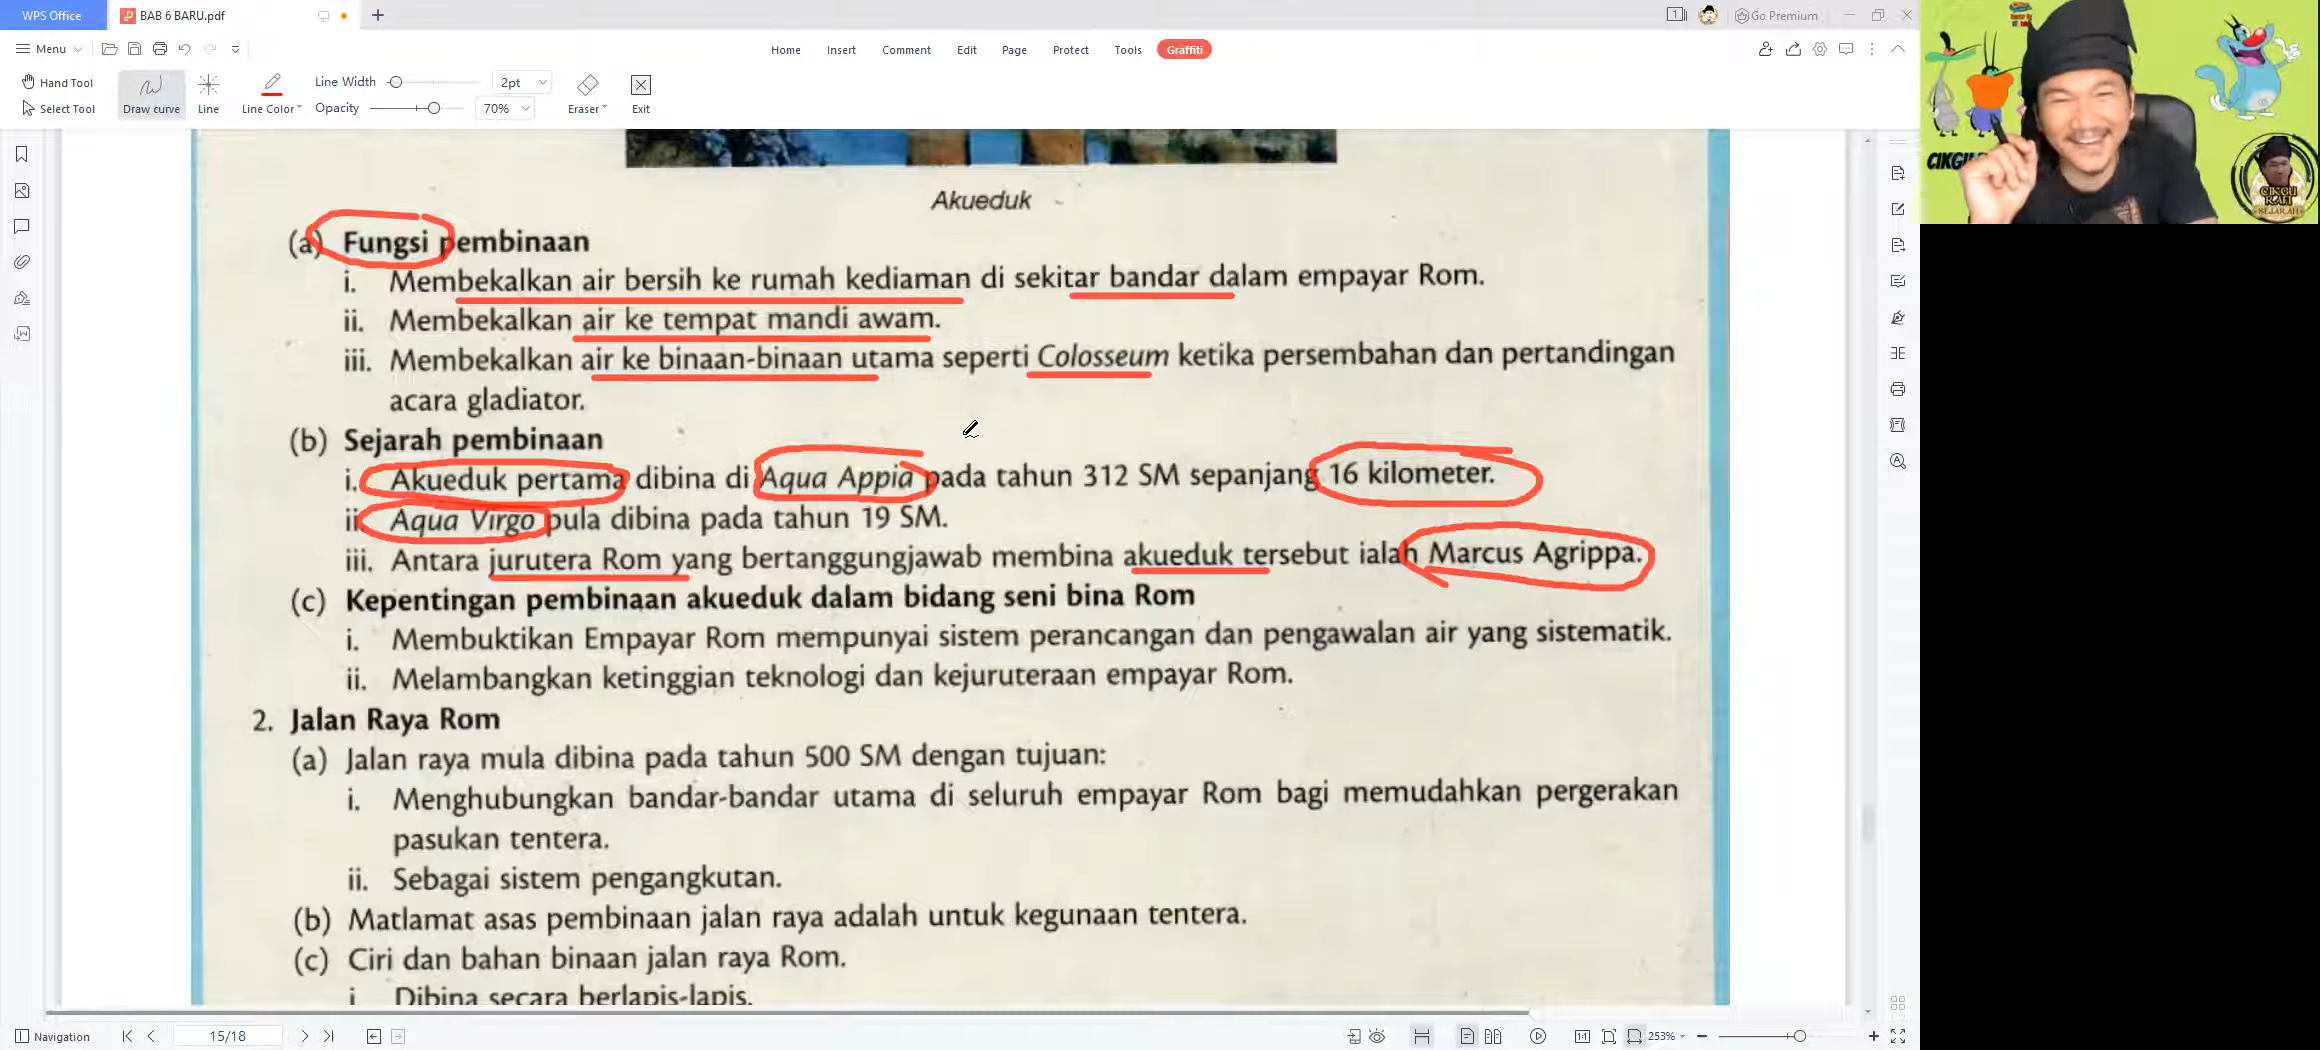 WPS Office
BAB 6 BARU.pdf
Go Premium
Menu
Home Insert Comment Edit Page Protect Tools Graffiti
Hand Tool
Select Tool
Draw curve
Line
Line Color
Line Width 2pt
Opacity 70%
Eraser
Exit
Akueduk
(a) Fungsi pembinaan
i. Membekalkan air bersih ke rumah kediaman di sekitar bandar dalam empayar Rom.
ii. Membekalkan air ke tempat mandi awam.
iii. Membekalkan air ke binaan-binaan utama seperti Colosseum ketika persembahan dan pertandingan
acara gladiator.
(b) Sejarah pembinaan
i. Akueduk pertama dibina di Aqua Appia pada tahun 312 SM sepanjang 16 kilometer.
ii Aqua Virgo pula dibina pada tahun 19 SM.
iii. Antara jurutera Rom yang bertanggungjawab membina akueduk tersebut ialah Marcus Agrippa.
(c) Kepentingan pembinaan akueduk dalam bidang seni bina Rom
i. Membuktikan Empayar Rom mempunyai sistem perancangan dan pengawalan air yang sistematik.
ii. Melambangkan ketinggian teknologi dan kejuruteraan empayar Rom.
2. Jalan Raya Rom
(a) Jalan raya mula dibina pada tahun 500 SM dengan tujuan:
i. Menghubungkan bandar-bandar utama di seluruh empayar Rom bagi memudahkan pergerakan
pasukan tentera.
ii. Sebagai sistem pengangkutan.
(b) Matlamat asas pembinaan jalan raya adalah untuk kegunaan tentera.
(c) Ciri dan bahan binaan jalan raya Rom.
i Dibina secara berlapis-lapis.
Navigation
15/18
253%
CIKGU
RAFI
SEJARAH